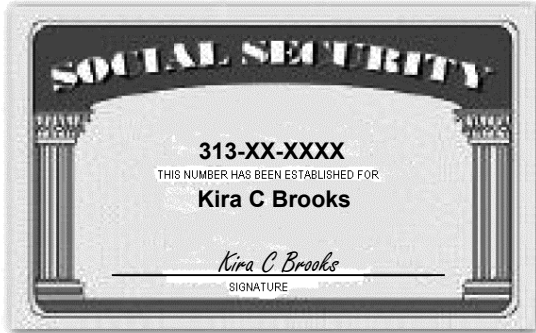 SOCIAL SECURITY
313-XX-XXXX
THIS NUMBER HAS BEEN ESTABLISHED FOR
Kira C Brooks
Kira C Brooks
SIGNATURE